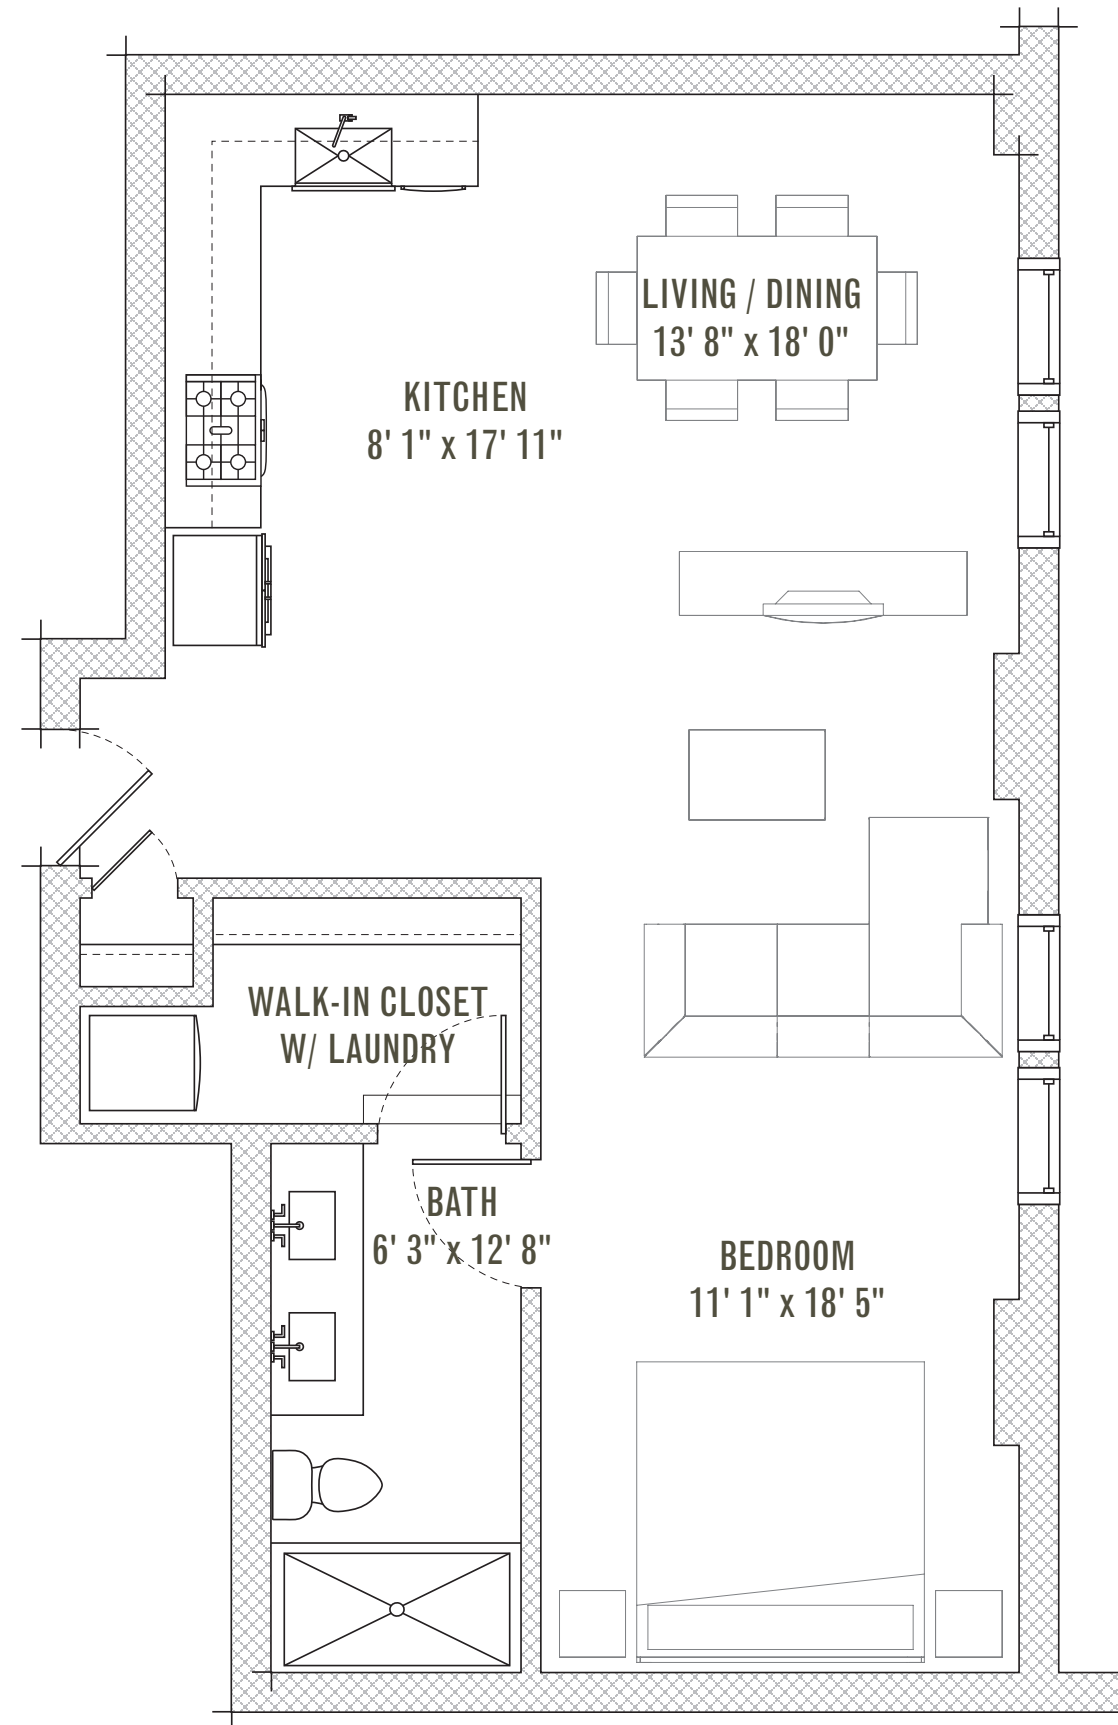 LIVING / DINING
13' 8" x 18' 0"
KITCHEN
8' 1" x 17' 11"
WALK-IN CLOSET
W/ LAUNDRY
BATH
6' 3" x 12' 8"
BEDROOM
11' 1" x 18' 5"